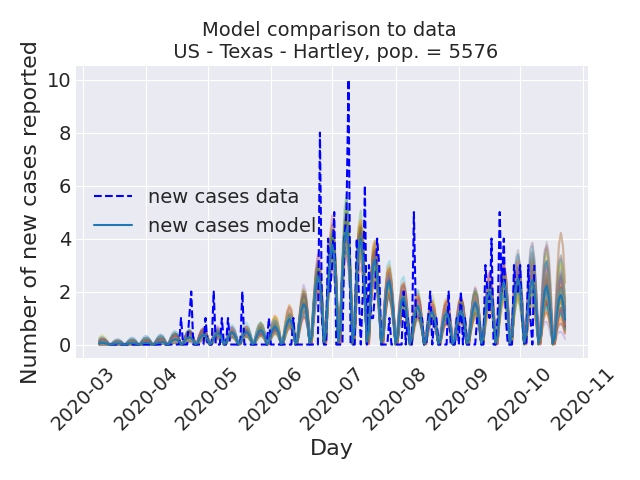 Model comparison to data
US - Texas - Hartley, pop. = 5576
Number of new cases reported
10
8
6
4
2
0
new cases data
new cases model
2020-03
2020-04
2020-05
2020-06
2020-07
2020-08
2020-09
2020-10
2020-11
Day